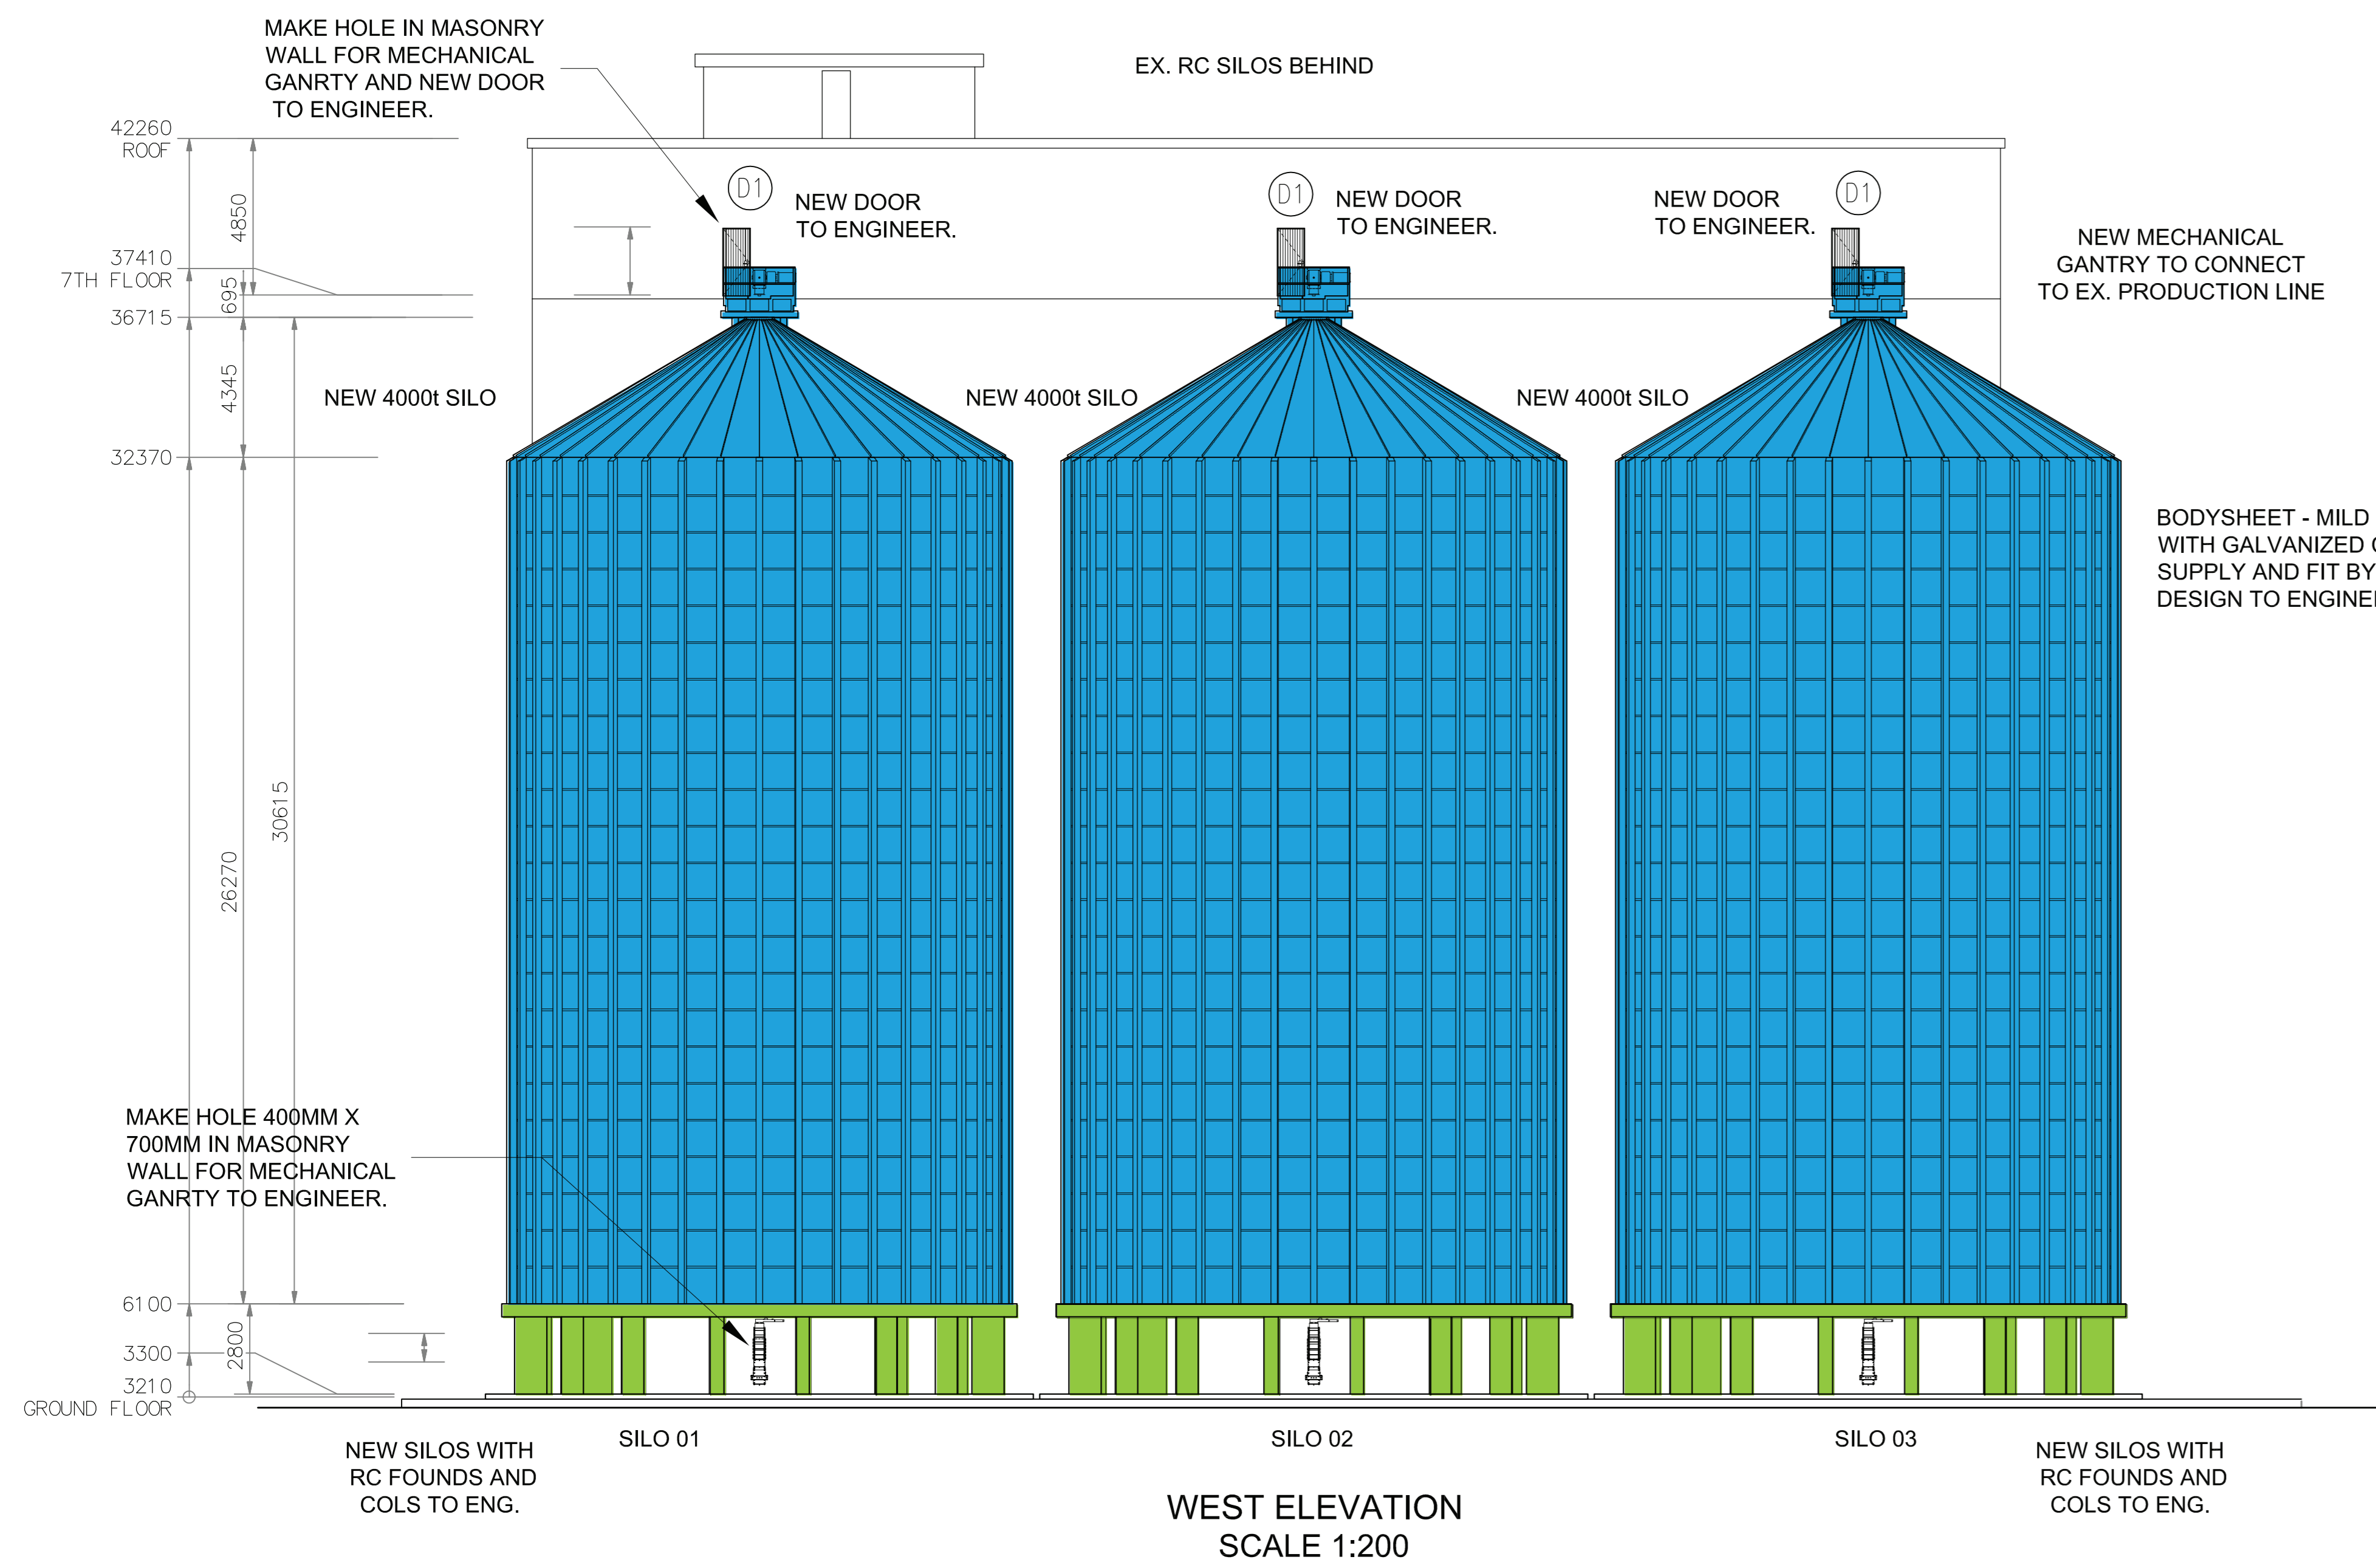 MAKE HOLE IN MASONRY
WALL FOR MECHANICAL
GANRTY AND NEW DOOR
TO ENGINEER.
EX. RC SILOS BEHIND
42260
ROOF
4850
37410
7TH FLOOR
695
36715
4345
32370
D1
NEW DOOR
TO ENGINEER.
D1
NEW DOOR
TO ENGINEER.
NEW DOOR
TO ENGINEER.
D1
NEW MECHANICAL
GANTRY TO CONNECT
TO EX. PRODUCTION LINE
NEW 4000t SILO
NEW 4000t SILO
NEW 4000t SILO
BODYSHEET - MILD
WITH GALVANIZED
SUPPLY AND FIT BY
DESIGN TO
30615
26270
MAKE HOLE 400MM X
700MM IN MASONRY
WALL FOR MECHANICAL
GANRTY TO ENGINEER.
6100
2800
3300
3210
GROUND FLOOR
SILO 01
SILO 02
SILO 03
NEW SILOS WITH
RC FOUNDS AND
COLS TO ENG.
NEW SILOS WITH
RC FOUNDS AND
COLS TO ENG.
WEST ELEVATION
SCALE 1:200